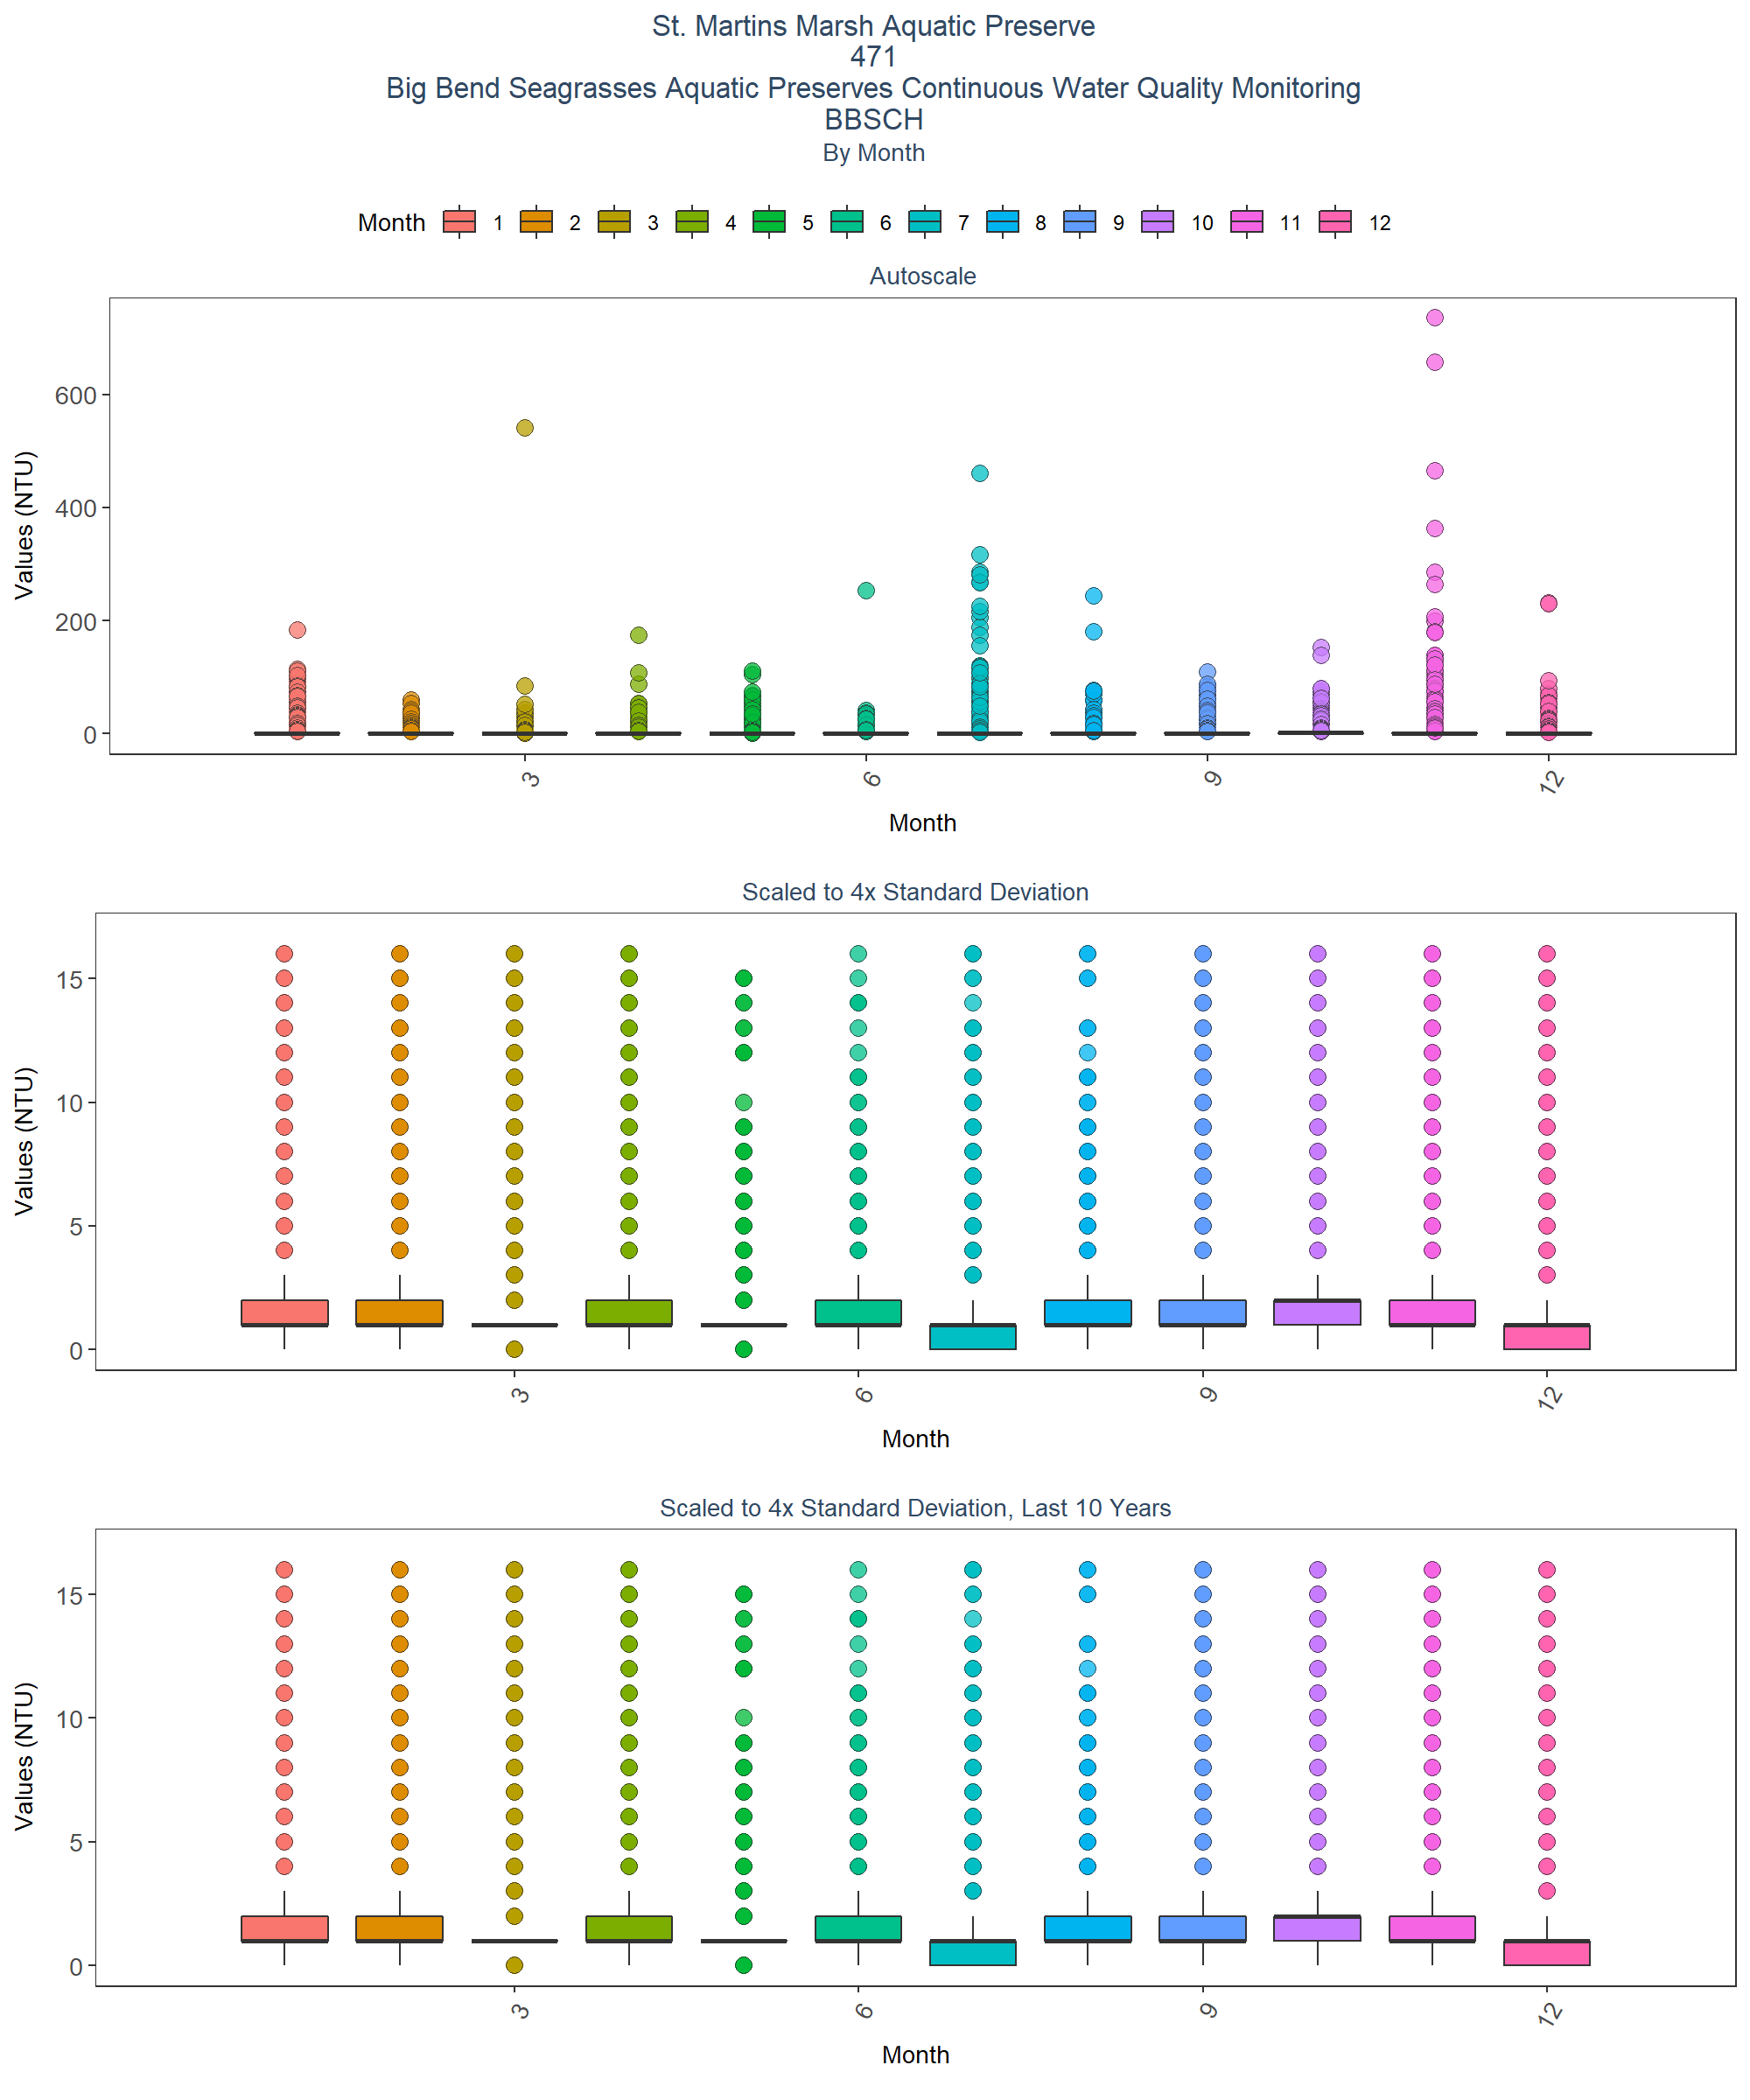 St. Martins Marsh Aquatic Preserve
471
Big Bend Seagrasses Aquatic Preserves Continuous Water Quality Monitoring
BBSCH
By Month
Month 1 2 3 4 5 6 7 8 9 10 11 12
Autoscale
Values (NTU)
600
400
200
0
3 6 9 12
Month
Scaled to 4x Standard Deviation
Values (NTU)
15
10
5
0
3 6 9 12
Month
Scaled to 4x Standard Deviation, Last 10 Years
Values (NTU)
15
10
5
0
3 6 9 12
Month